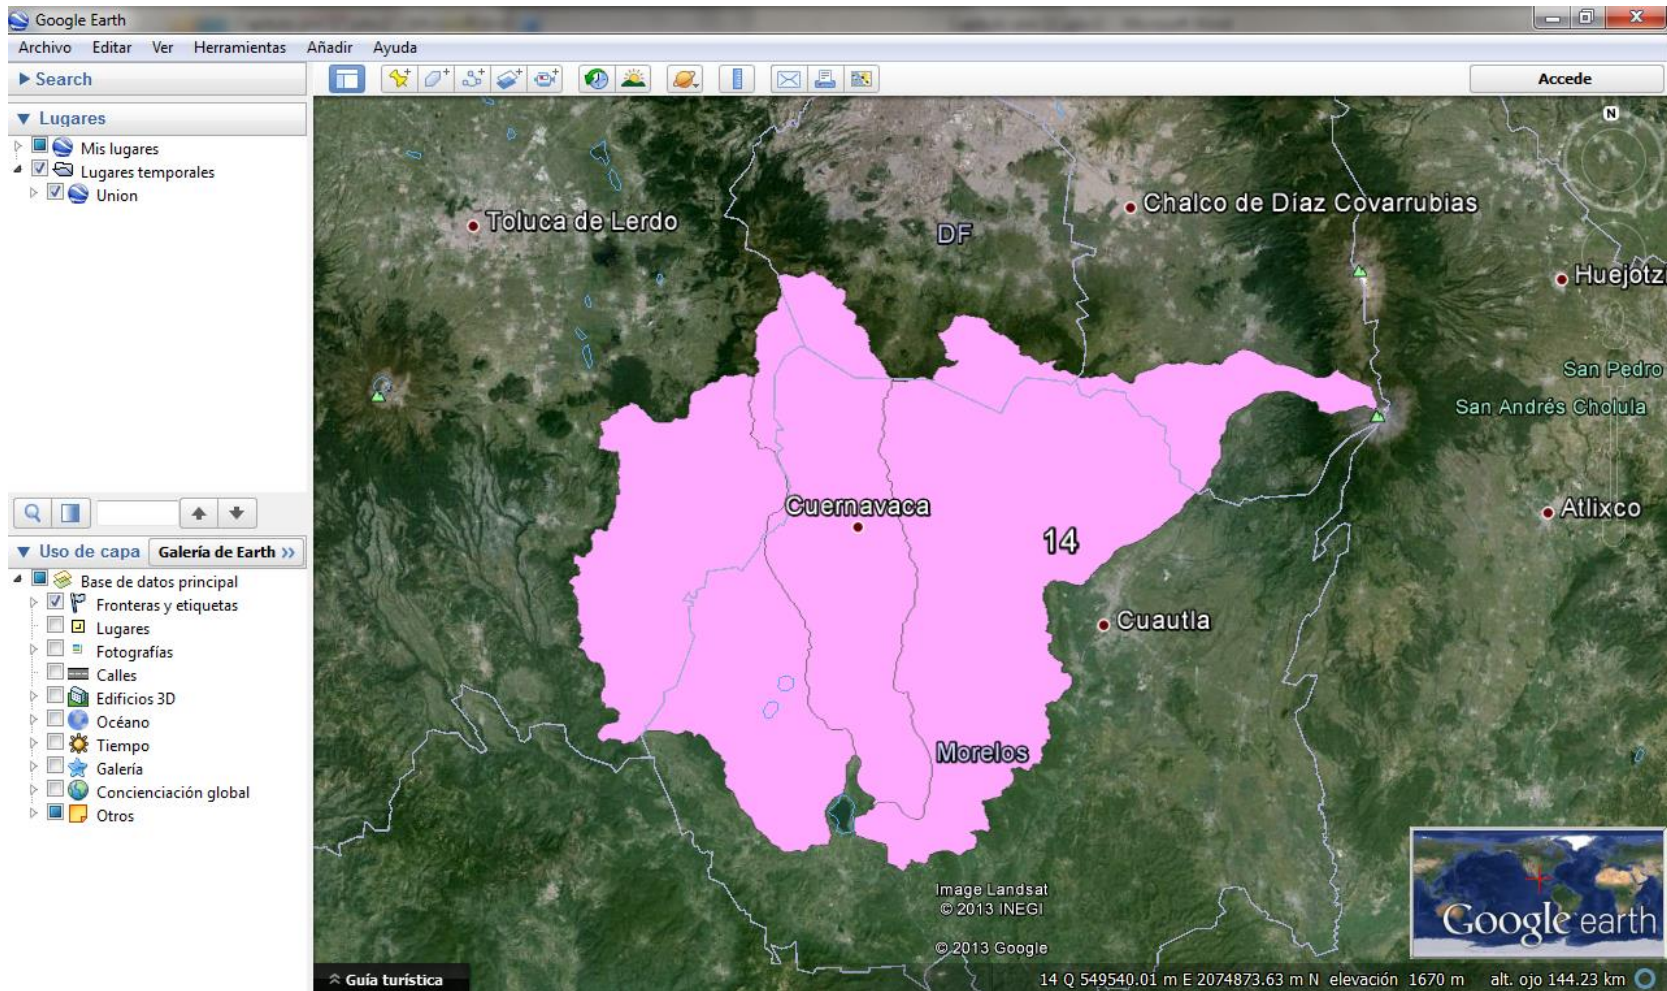 Google Earth
Archivo Editar Ver Herramientas Añadir Ayuda
Search
Accede
Lugares
Mis lugares
Lugares temporales
Union
Uso de capa
Galería de Earth »
Base de datos principal
Fronteras y etiquetas
Lugares
Fotografías
Calles
Edificios 3D
Océano
Tiempo
Galería
Concienciación global
Otros
N
Chalco de Díaz Covarrubias
Toluca de Lerdo
DF
Huejotz
San Pedro
San Andrés Cholula
Cuernavaca
Atlixco
14
Cuautla
Morelos
Image Landsat
© 2013 INEGI
© 2013 Google
Google earth
Guía turística
14 Q 549540.01 m E 2074873.63 m N elevación 1670 m alt. ojo 144.23 km